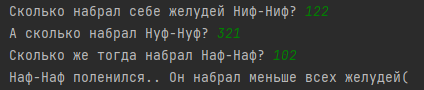 Сколько набрал себе желудей Ниф-Ниф? 122
А сколько набрал Нуф-Нуф? 321
Сколько же тогда набрал Наф-Наф? 102
Наф-Наф поленился.. Он набрал меньше всех желудей(